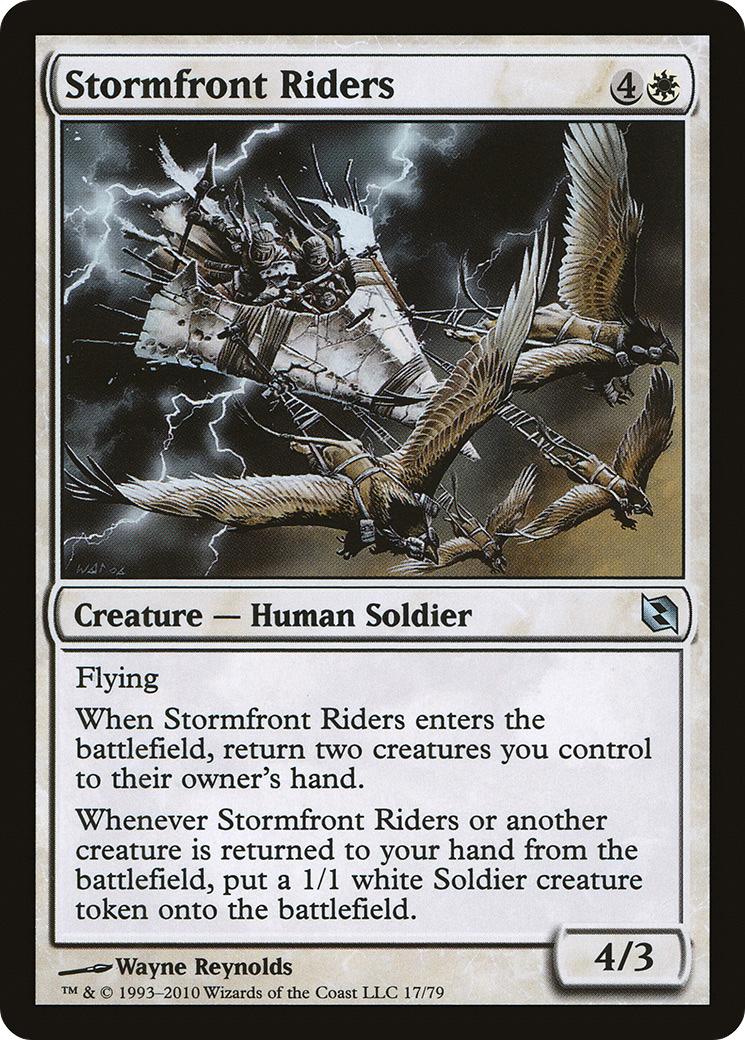 Stormfront Riders 4
Creature — Human Soldier
Flying
When Stormfront Riders enters the
battlefield, return two creatures you control
to their owner's hand.
Whenever Stormfront Riders or another
creature is returned to your hand from the
battlefield, put a 1/1 white Soldier creature
token onto the battlefield.
4/3
Wayne Reynolds
™ & © 1993–2010 Wizards of the Coast LLC 17/79